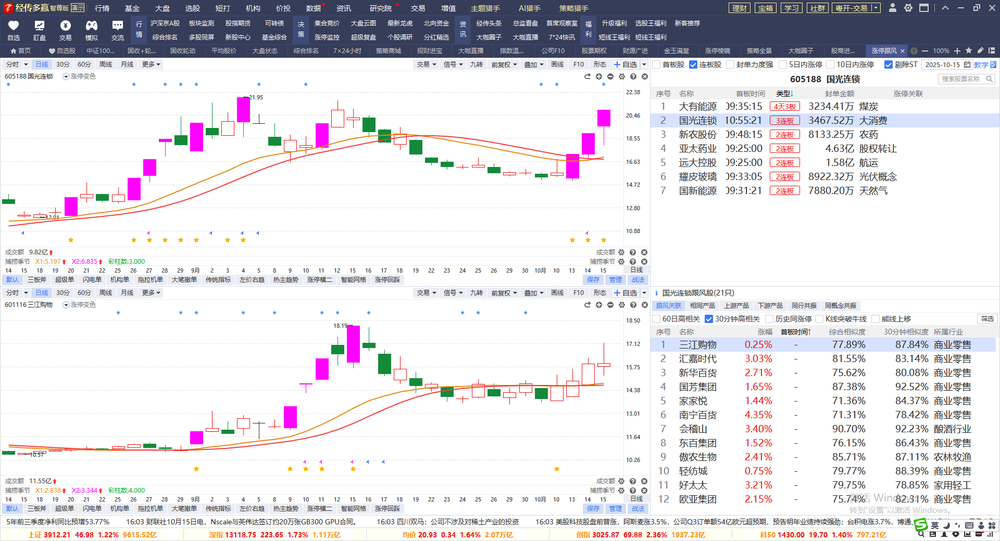 经传多赢 智尊版 演示 行情 基金 大盘 选股 短打 机构 价投 数据 资讯 研究院 交易 增值 主题猎手 AI猎手 策略猎手 理财 宝箱 学习 社群 粤开-交易
自选 盯盘 交易 模拟 交流
行情 沪深京A股 板块监测 股指期货 可转债 决策 集合竞价 大盘云图 最新龙虎 北向资金 资讯 经传头条 总监看盘 首席观察室 福利 升级福利 选股王福利 新客推荐
综合排名 多股同屏 新股中心 基金综合 涨停监控 超级复盘 个股调研 分红精选 大咖圈子 大咖直播 7*24快讯 短线王福利 短线王福利
首页 自选股 中证100... 国收+轮... 国收轮动 平均股价 大盘状态 综合排名 7×24小时 策略商城 招财进宝 大咖直播 指数温... 公司F10 股票期权 财源广进 金玉满堂 涨停棱镜 策略全景 大咖圈子 股商进... 涨停跟风 100%
分时 日线 30分 60分 周线 月线 更多 交易 信号 九转 前复权 叠加 画线 F10 形态 自选
605188 国光连锁 涨停变色
22.38
21.95
20.46
18.55
16.63
14.72
12.80
12.01
10.88
成交额 9.82亿 成交额
捕捞季节 X1:5.197 X2:6.835 彩柱数:3.000 捕捞季节
14 15 18 19 20 21 22 25 26 27 28 29 9月 2 3 4 5 8 9 10 11 12 15 16 17 18 19 22 23 24 25 26 29 30 10月 10 13 14 15 日线
默认 三板斧 超级单 闪电单 机构单 拖拉机单 大笔撤单 传统指标 左价右趋 热主趋势 涨停横二 智能网格 涨停回踩 保存 管理 战法
分时 日线 30分 60分 周线 月线 更多 交易 信号 九转 前复权 叠加 画线 F10 形态 自选
601116 三江购物 涨停变色
18.50
18.19
17.12
15.75
14.38
13.01
11.64
10.57
10.26
成交额 11.55亿 成交额
捕捞季节 X1:2.838 X2:3.344 彩柱数:4.000 捕捞季节
14 15 18 19 20 21 22 25 26 27 28 29 9月 2 3 4 5 8 9 10 11 12 15 16 17 18 19 22 23 24 25 26 29 30 10月 10 13 14 15 日线
默认 三板斧 超级单 闪电单 机构单 拖拉机单 大笔撤单 传统指标 左价右趋 热主趋势 涨停横二 智能网格 涨停回踩 保存 管理 战法
首板股 连板股 封单力度强 5日内涨停 10日内涨停 剔除ST 2025-10-15 教学
605188 国光连锁 搜索股票名称
序号 名称 首板时间 类型↓ 封单金额 涨停关联
1 大有能源 09:35:15 4天3板 3234.41万 煤炭
2 国光连锁 10:55:21 3连板 3467.52万 大消费
3 新农股份 09:48:15 2连板 8133.25万 农药
4 亚太药业 09:25:00 2连板 4.63亿 股权转让
5 远大控股 09:25:00 2连板 1.58亿 航运
6 耀皮玻璃 09:33:05 2连板 8922.32万 光伏概念
7 国新能源 09:31:21 2连板 7880.20万 天然气
国光连锁跟风股(21只)
跟风关联 相同产品 上游产品 下游产品 同行共振 同概念共振
60日高相关 30分钟高相关 历史同涨停 K线突破牛线 熊线上移 筛选
序号 名称 涨幅 首板时间↑ 综合相似度 30分钟相似度 所属行业
1 三江购物 0.25% - 77.89% 87.84% 商业零售
2 汇嘉时代 3.03% - 81.55% 83.14% 商业零售
3 新华百货 2.71% - 75.62% 80.08% 商业零售
4 国芳集团 1.65% - 87.38% 92.52% 商业零售
5 家家悦 1.44% - 71.36% 84.37% 商业零售
6 南宁百货 4.35% - 71.31% 78.42% 商业零售
7 会稽山 3.40% - 90.70% 92.23% 酿酒行业
8 东百集团 1.52% - 76.15% 86.43% 商业零售
9 傲农生物 2.41% - 85.71% 87.11% 农林牧渔
10 轻纺城 0.75% - 79.77% 88.39% 商业零售
11 好太太 3.21% - 79.75% 78.85% 家用轻工
12 欧亚集团 2.15% - 75.74% 82.31% 商业零售
激活 Windows
转到“设置”以激活 Windows。
5年前三季度净利同比预增53.77% 16:03 财联社10月15日电，Nscale与英伟达签订约20万张GB300 GPU合同。 16:03 四川双马：公司不涉及对稀土产业的投资 16:03 美股科技股盘前普涨，阿斯麦涨3.5%，公司Q3订单额54亿欧元超预期，预告明年业绩持续强劲；台积电涨3.7%，博通、
英
上证 3912.21 46.98 1.22% 9615.52亿 深指 13118.75 223.65 1.73% 1.11万亿 均价 20.93 0.34 1.64% 2.07万亿 创指 3025.87 69.88 2.36% 1937.23亿 科50 1430.00 19.70 1.40% 797.21亿